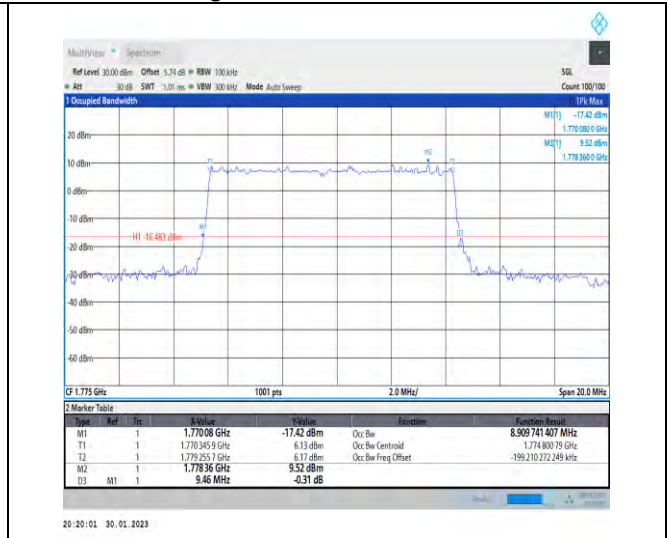 MultiView Spectrum
Ref Level 30.00 dBm Offset 5.74 dB RBW 100 kHz SGL
Att 30 dB SWT 1.01 ms VBW 300 kHz Mode Auto Sweep Count 100/100
1 Occupied Bandwidth 1Pk Max
M1[1] -17.42 dBm
1.770 080 0 GHz
M2[1] 9.52 dBm
1.778 360 0 GHz
20 dBm
M2
10 dBm
T1
0 dBm
-10 dBm
M1
H1 -16.483 dBm
D3
-20 dBm
-30 dBm
-40 dBm
-50 dBm
-60 dBm
CF 1.775 GHz 1001 pts 2.0 MHz/ Span 20.0 MHz
2 Marker Table
Type Ref Trc X-Value Y-Value Function Function Result
M1 1 1.770 08 GHz -17.42 dBm Occ Bw 8.909 741 407 MHz
T1 1 1.770 345 9 GHz 6.13 dBm Occ Bw Centroid 1.774 800 79 GHz
T2 1 1.779 255 7 GHz 6.17 dBm Occ Bw Freq Offset -199.210 272 249 kHz
M2 1 1.778 36 GHz 9.52 dBm
D3 M1 1 9.46 MHz -0.31 dB
20:20:01 30.01.2023